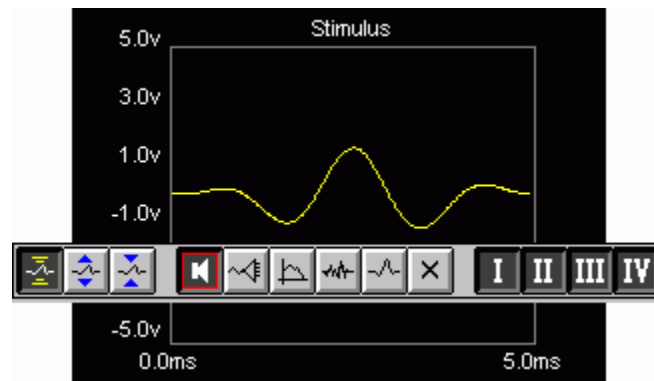 Stimulus
5.0v
3.0v
1.0v
-1.0v
I II III IV
-5.0v
0.0ms 5.0ms